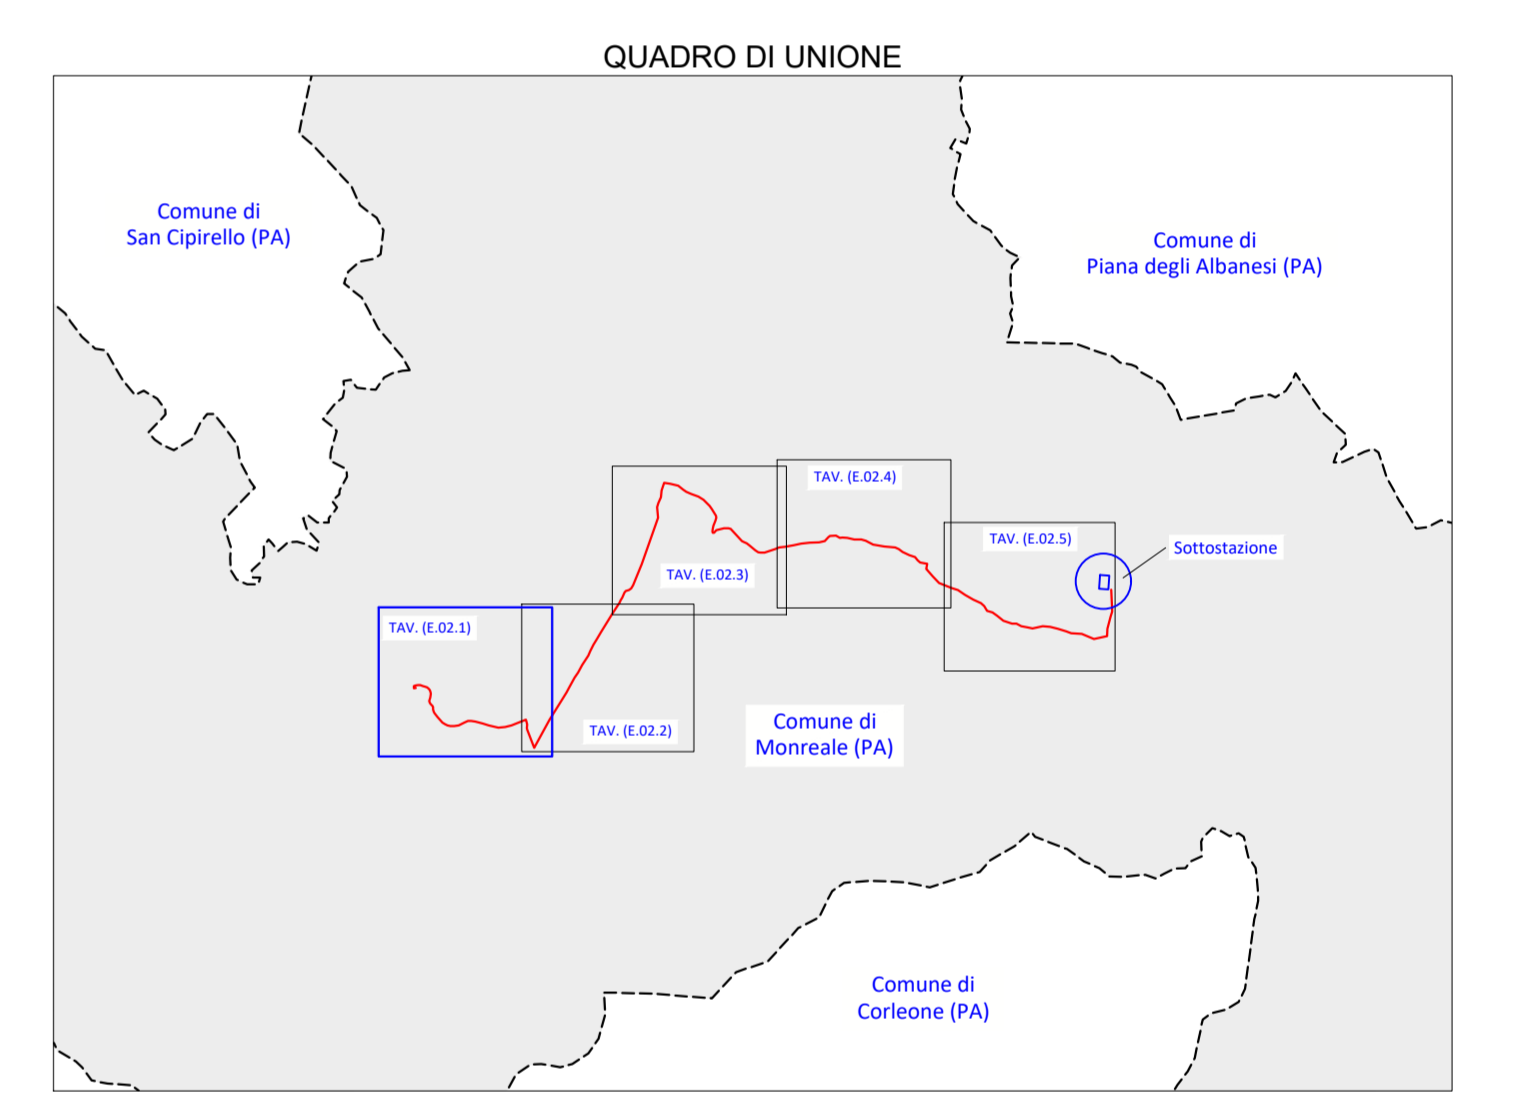 QUADRO DI UNIONE
Comune di
San Cipirello (PA)
Comune di
Piana degli Albanesi (PA)
TAV. (E.02.4)
TAV. (E.02.5)
Sottostazione
TAV. (E.02.3)
TAV. (E.02.1)
TAV. (E.02.2)
Comune di
Monreale (PA)
Comune di
Corleone (PA)